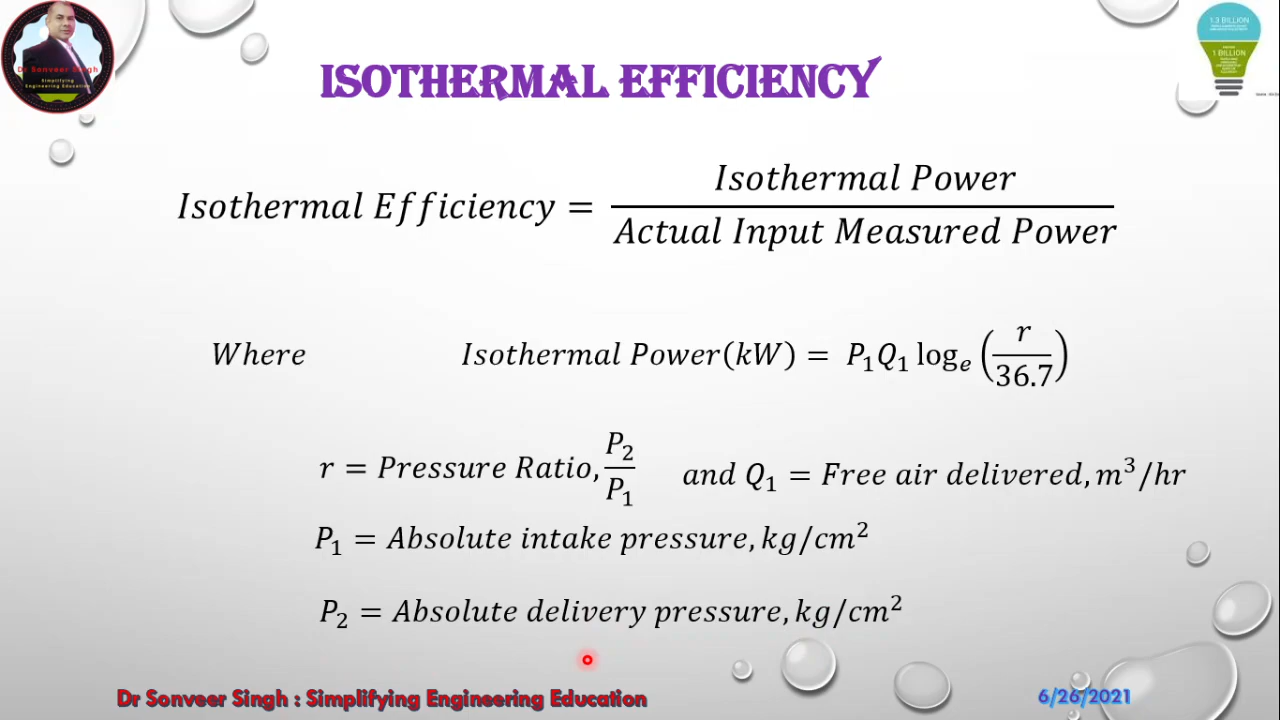 Dr Sonveer Singh
Simplifying
Engineering Education
1.3 BILLION
1 BILLION
ISOTHERMAL EFFICIENCY
Isothermal Efficiency = Isothermal Power / Actual Input Measured Power
Where Isothermal Power(kW) = P₁Q₁ logₑ (r/36.7)
r = Pressure Ratio, P₂/P₁ and Q₁ = Free air delivered, m³/hr
P₁ = Absolute intake pressure, kg/cm²
P₂ = Absolute delivery pressure, kg/cm²
Dr Sonveer Singh : Simplifying Engineering Education
6/26/2021